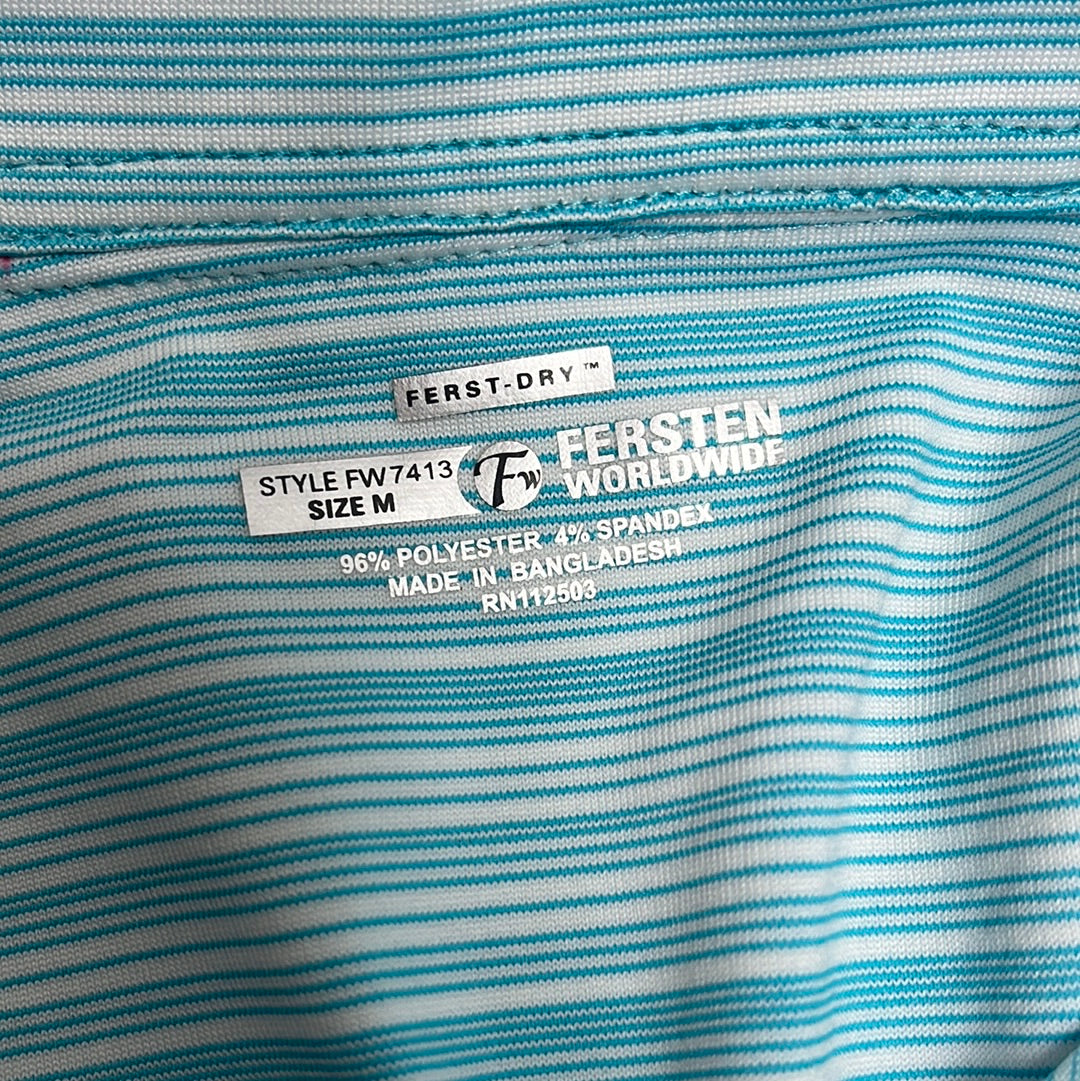 FERST-DRY™
STYLE FW7413
SIZE M
Fw
FERSTEN
WORLDWIDE
96% POLYESTER 4% SPANDEX
MADE IN BANGLADESH
RN112503